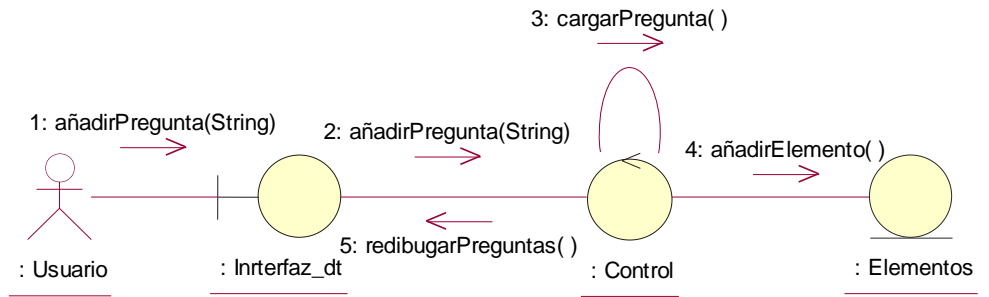 3: cargarPregunta( )
1: añadirPregunta(String)
2: añadirPregunta(String)
4: añadirElemento( )
5: redibugarPreguntas( )
: Usuario
: Inrterfaz_dt
: Control
: Elementos